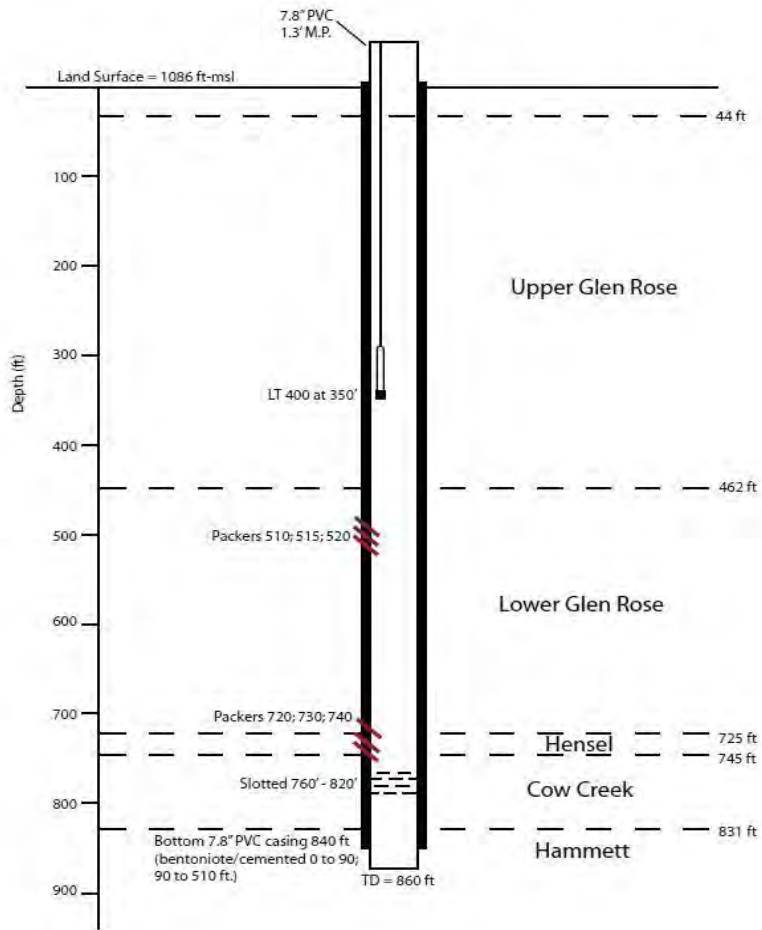 7.8" PVC
1.3' M.P.
Land Surface = 1086 ft-msl
44 ft
100
200
Upper Glen Rose
300
Depth (ft)
LT 400 at 350'
400
462 ft
500
Packers 510; 515; 520
Lower Glen Rose
600
700
Packers 720; 730; 740
725 ft
Hensel
745 ft
Slotted 760' - 820'
Cow Creek
800
831 ft
Bottom 7.8" PVC casing 840 ft
(bentoniote/cemented 0 to 90;
90 to 510 ft.)
Hammett
TD = 860 ft
900